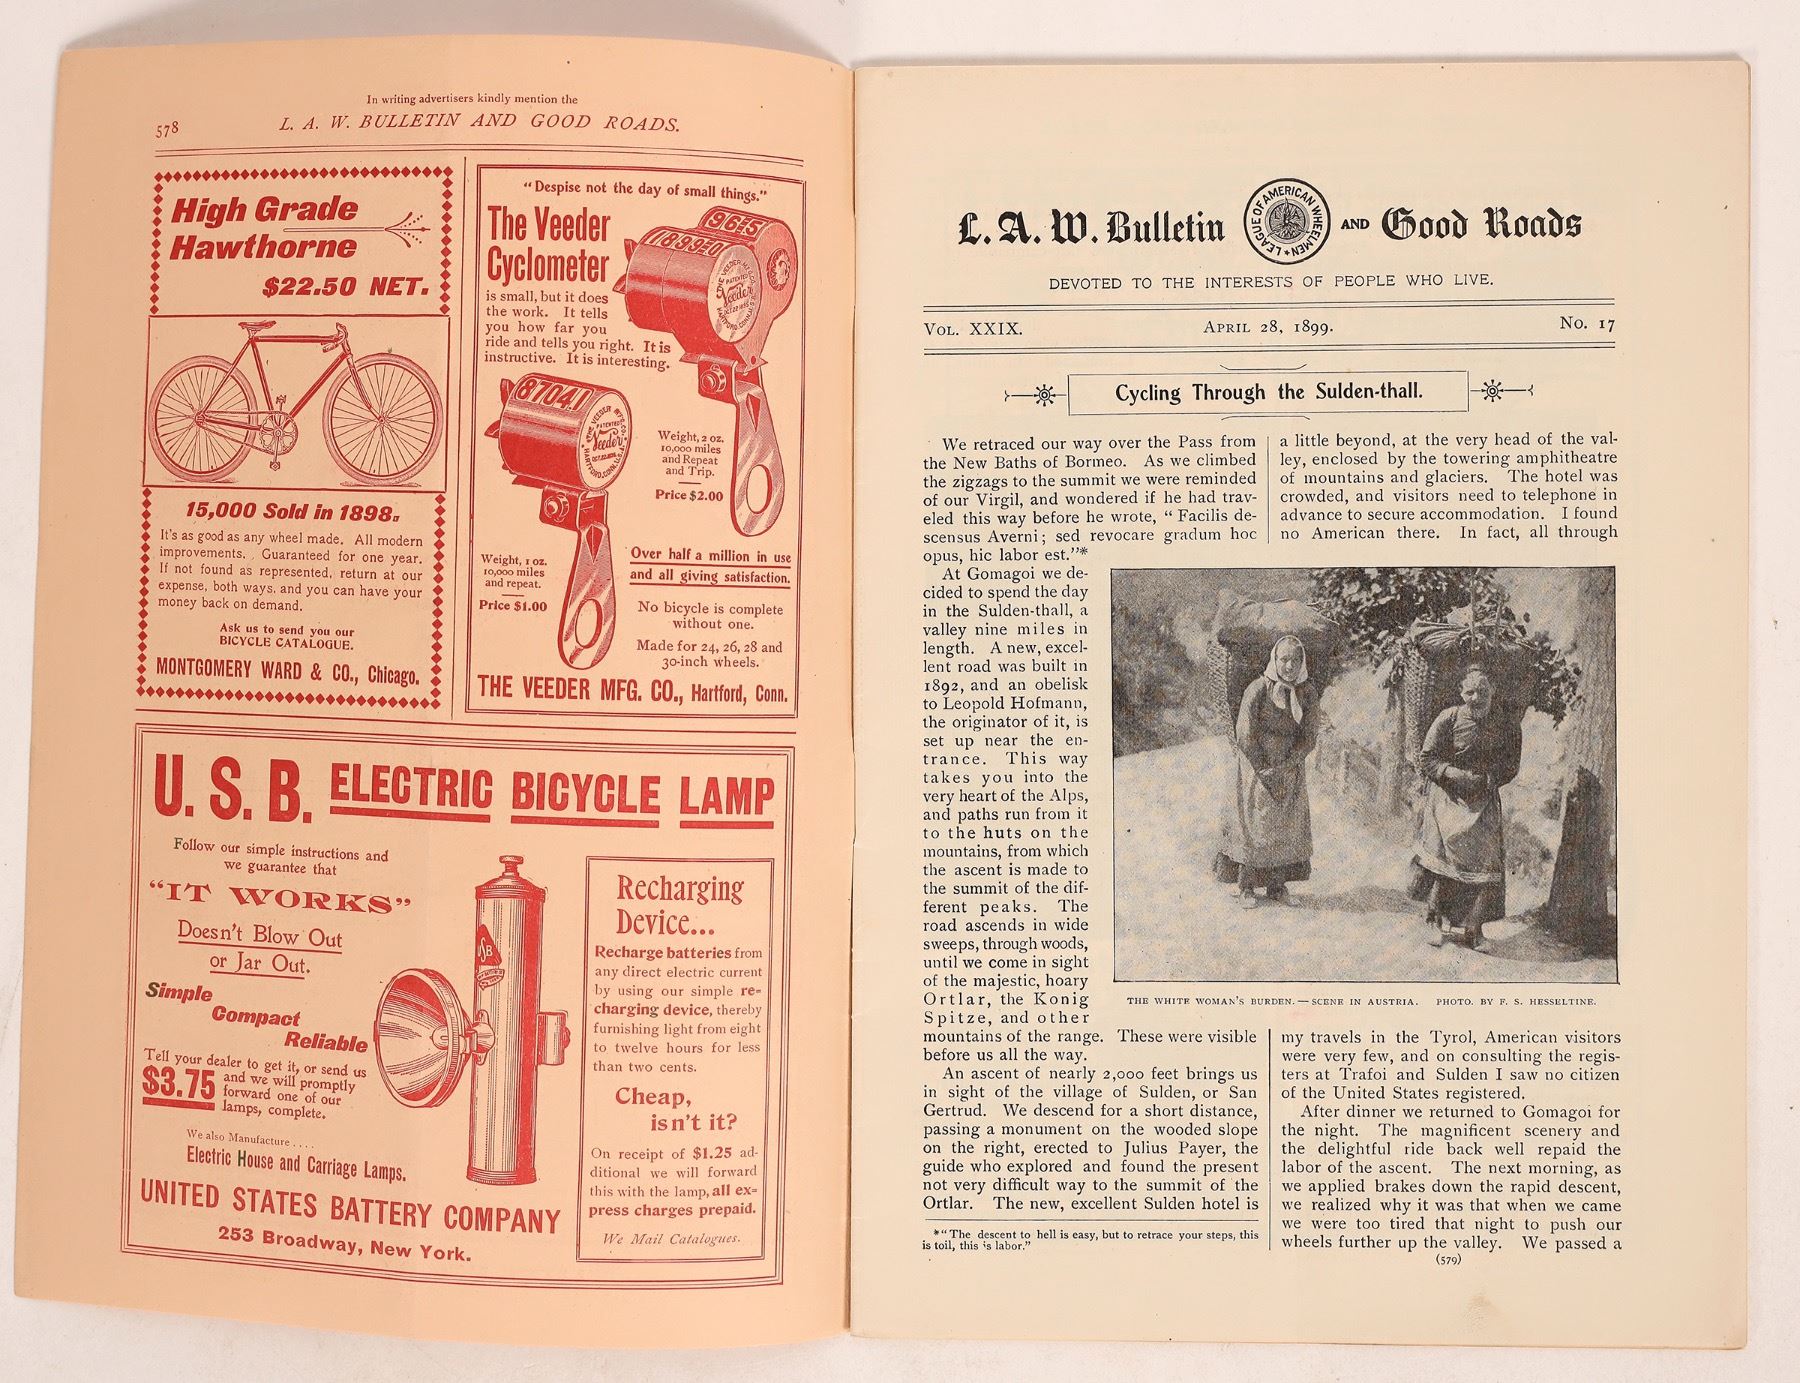 In writing advertisers kindly mention the
578
L. A. W. BULLETIN AND GOOD ROADS.
High Grade
Hawthorne
$22.50 NET.
15,000 Sold in 1898.
It's as good as any wheel made. All modern
improvements. Guaranteed for one year.
If not found as represented, return at our
expense, both ways, and you can have your
money back on demand.
Ask us to send you our
BICYCLE CATALOGUE.
MONTGOMERY WARD & CO., Chicago.
"Despise not the day of small things."
The Veeder
Cyclometer
is small, but it does
the work. It tells
you how far you
ride and tells you right. It is
instructive. It is interesting.
96 5
18990
THE VEEDER MFG. CO.
PATENTED
Veeder
OCT. 22 1895
HARTFORD, CONN. U.S.A.
87041
THE VEEDER MF'G. CO.
PATENTED
Veeder
OCT. 22. 1895
HARTFORD. CONN. U.S.A.
Weight, 2 oz.
10,000 miles
and Repeat
and Trip.
Price $2.00
Weight, 1 oz.
10,000 miles
and repeat.
Price $1.00
Over half a million in use
and all giving satisfaction.
No bicycle is complete
without one.
Made for 24, 26, 28 and
30-inch wheels.
THE VEEDER MFG. CO., Hartford, Conn.
U. S. B. ELECTRIC BICYCLE LAMP
Follow our simple instructions and
we guarantee that
"IT WORKS"
Doesn't Blow Out
or Jar Out.
Simple
Compact
Reliable
Tell your dealer to get it, or send us
$3.75 and we will promptly
forward one of our
lamps, complete.
We also Manufacture ....
Electric House and Carriage Lamps.
UNITED STATES BATTERY COMPANY
253 Broadway, New York.
USB
Recharging
Device...
Recharge batteries from
any direct electric current
by using our simple re=
charging device, thereby
furnishing light from eight
to twelve hours for less
than two cents.
Cheap,
isn't it?
On receipt of $1.25 ad-
ditional we will forward
this with the lamp, all ex=
press charges prepaid.
We Mail Catalogues.
L. A. W. Bulletin AND Good Roads
LEAGUE OF AMERICAN WHEELMEN
DEVOTED TO THE INTERESTS OF PEOPLE WHO LIVE.
VOL. XXIX. APRIL 28, 1899. No. 17
Cycling Through the Sulden-thall.
We retraced our way over the Pass from
the New Baths of Bormeo. As we climbed
the zigzags to the summit we were reminded
of our Virgil, and wondered if he had trav-
eled this way before he wrote, " Facilis de-
scensus Averni ; sed revocare gradum hoc
opus, hic labor est."*
At Gomagoi we de-
cided to spend the day
in the Sulden-thall, a
valley nine miles in
length. A new, excel-
lent road was built in
1892, and an obelisk
to Leopold Hofmann,
the originator of it, is
set up near the en-
trance. This way
takes you into the
very heart of the Alps,
and paths run from it
to the huts on the
mountains, from which
the ascent is made to
the summit of the dif-
ferent peaks. The
road ascends in wide
sweeps, through woods,
until we come in sight
of the majestic, hoary
Ortlar, the Konig
Spitze, and other
mountains of the range. These were visible
before us all the way.
An ascent of nearly 2,000 feet brings us
in sight of the village of Sulden, or San
Gertrud. We descend for a short distance,
passing a monument on the wooded slope
on the right, erected to Julius Payer, the
guide who explored and found the present
not very difficult way to the summit of the
Ortlar. The new, excellent Sulden hotel is
*" The descent to hell is easy, but to retrace your steps, this
is toil, this is labor."
a little beyond, at the very head of the val-
ley, enclosed by the towering amphitheatre
of mountains and glaciers. The hotel was
crowded, and visitors need to telephone in
advance to secure accommodation. I found
no American there. In fact, all through
THE WHITE WOMAN'S BURDEN.—SCENE IN AUSTRIA. PHOTO. BY F. S. HESSELTINE.
my travels in the Tyrol, American visitors
were very few, and on consulting the regis-
ters at Trafoi and Sulden I saw no citizen
of the United States registered.
After dinner we returned to Gomagoi for
the night. The magnificent scenery and
the delightful ride back well repaid the
labor of the ascent. The next morning, as
we applied brakes down the rapid descent,
we realized why it was that when we came
we were too tired that night to push our
wheels further up the valley. We passed a
(579)